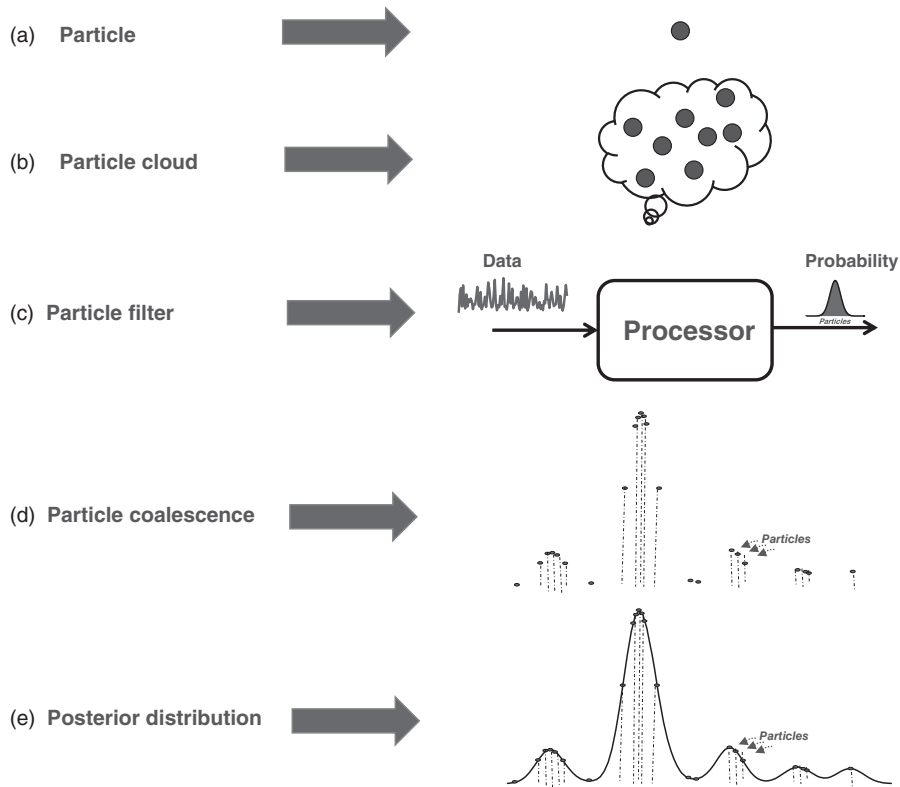 (a) Particle
(b) Particle cloud
Data
Probability
(c) Particle filter
Processor
Particles
(d) Particle coalescence
Particles
(e) Posterior distribution
Particles